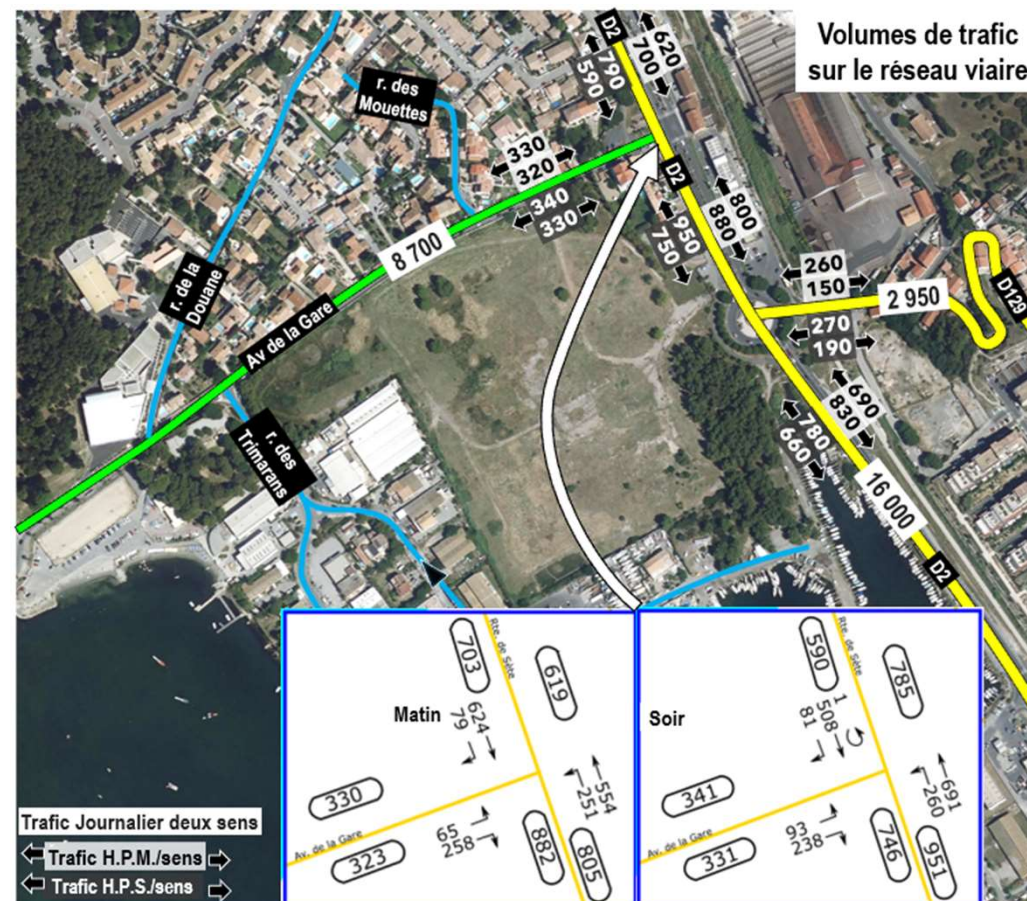 Volumes de trafic
sur le réseau viaire
D2
620
700
790
590
r. des
Mouettes
330
320
340
330
D2
800
880
950
750
8 700
r. de la
Douane
Av de la Gare
260
150
2 950
D129
270
190
690
830
780
660
r. des
Trimarans
16 000
D2
Matin
Rte. de Sète
703
619
624
79
554
251
330
Av. de la Gare
323
65
258
882
805
Soir
Rte. de Sète
590
785
1
508
81
691
260
341
Av. de la Gare
331
93
238
746
951
Trafic Journalier deux sens
Trafic H.P.M./sens
Trafic H.P.S./sens